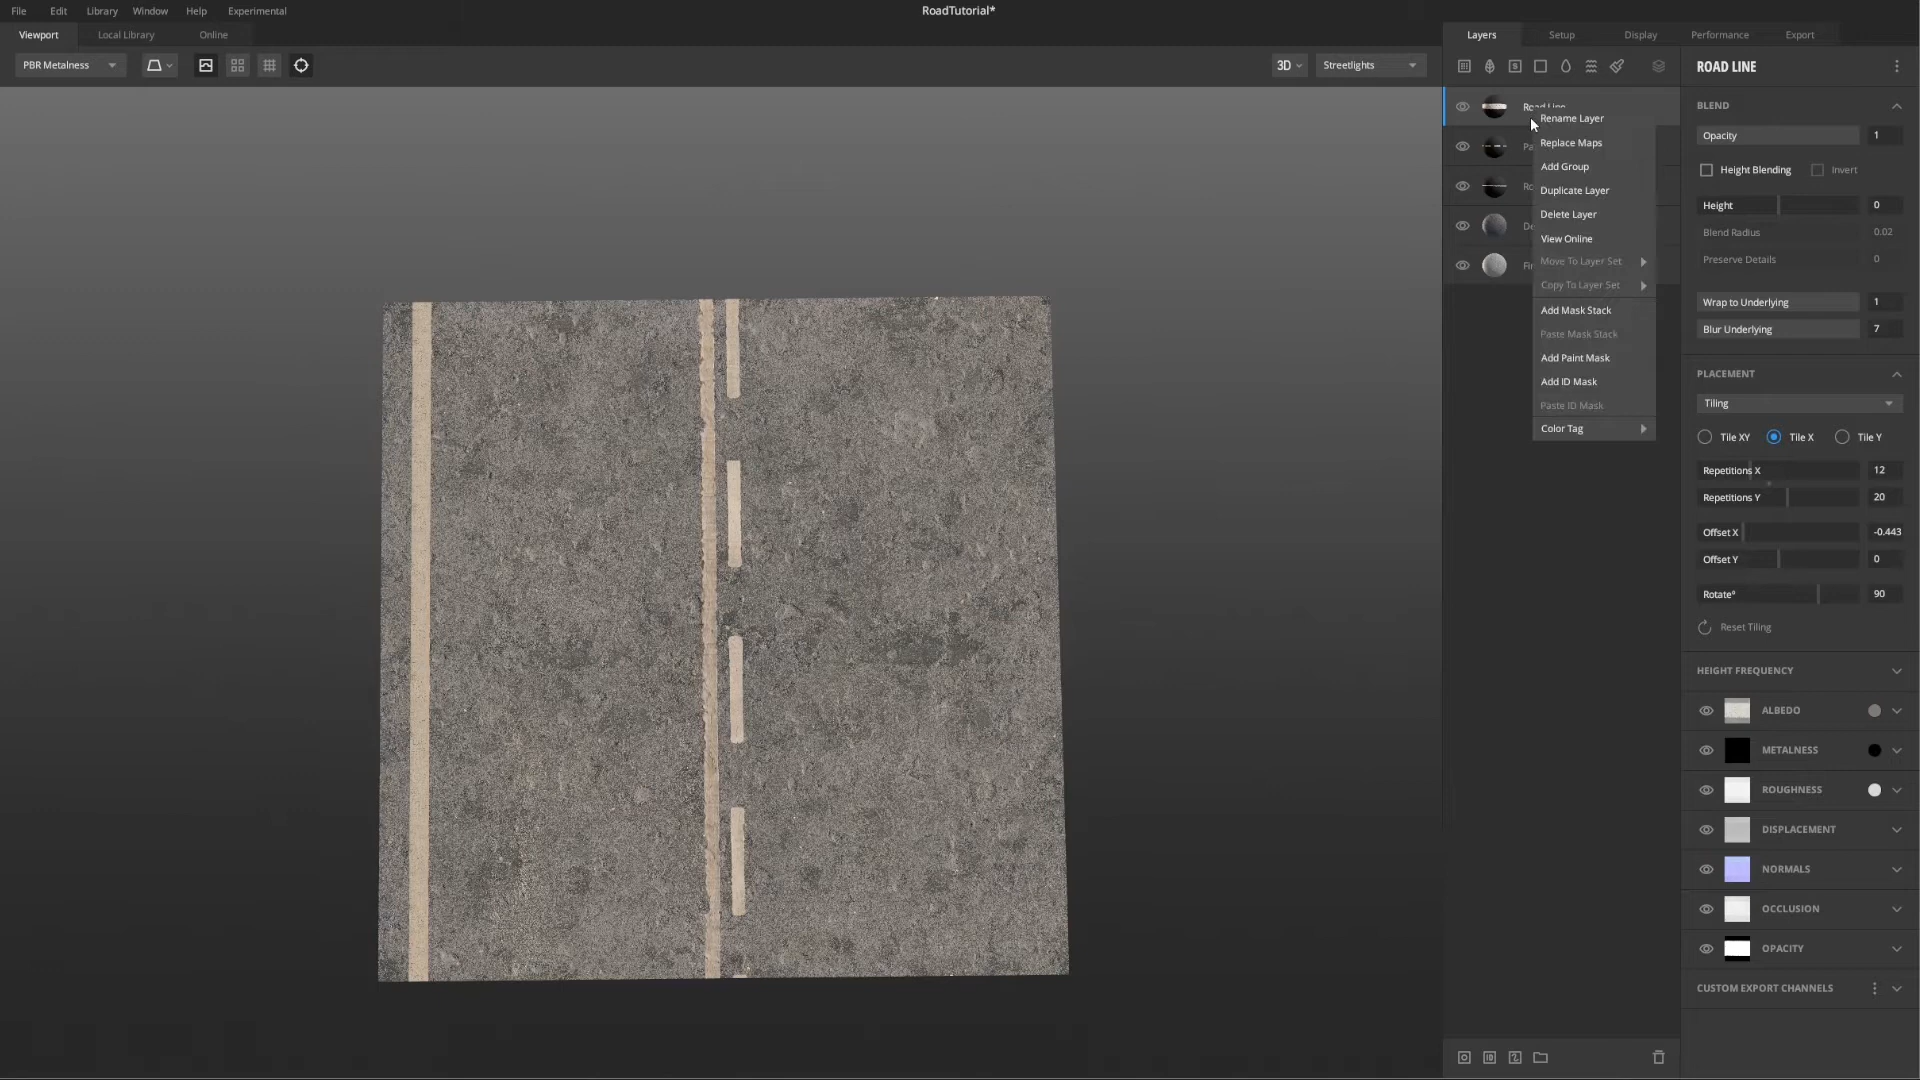 File Edit Library Window Help Experimental
RoadTutorial*
Viewport Local Library Online
Layers Setup Display Performance Export
PBR Metalness
3D
Streetlights
ROAD LINE
Rename Layer
Replace Maps
Add Group
Duplicate Layer
Delete Layer
View Online
Move To Layer Set
Copy To Layer Set
Add Mask Stack
Paste Mask Stack
Add Paint Mask
Add ID Mask
Paste ID Mask
Color Tag
BLEND
Opacity 1
Height Blending Invert
Height 0
Blend Radius 0.02
Preserve Details 0
Wrap to Underlying 1
Blur Underlying 7
PLACEMENT
Tiling
Tile XY Tile X Tile Y
Repetitions X 12
Repetitions Y 20
Offset X -0.443
Offset Y 0
Rotate° 90
Reset Tiling
HEIGHT FREQUENCY
ALBEDO
METALNESS
ROUGHNESS
DISPLACEMENT
NORMALS
OCCLUSION
OPACITY
CUSTOM EXPORT CHANNELS